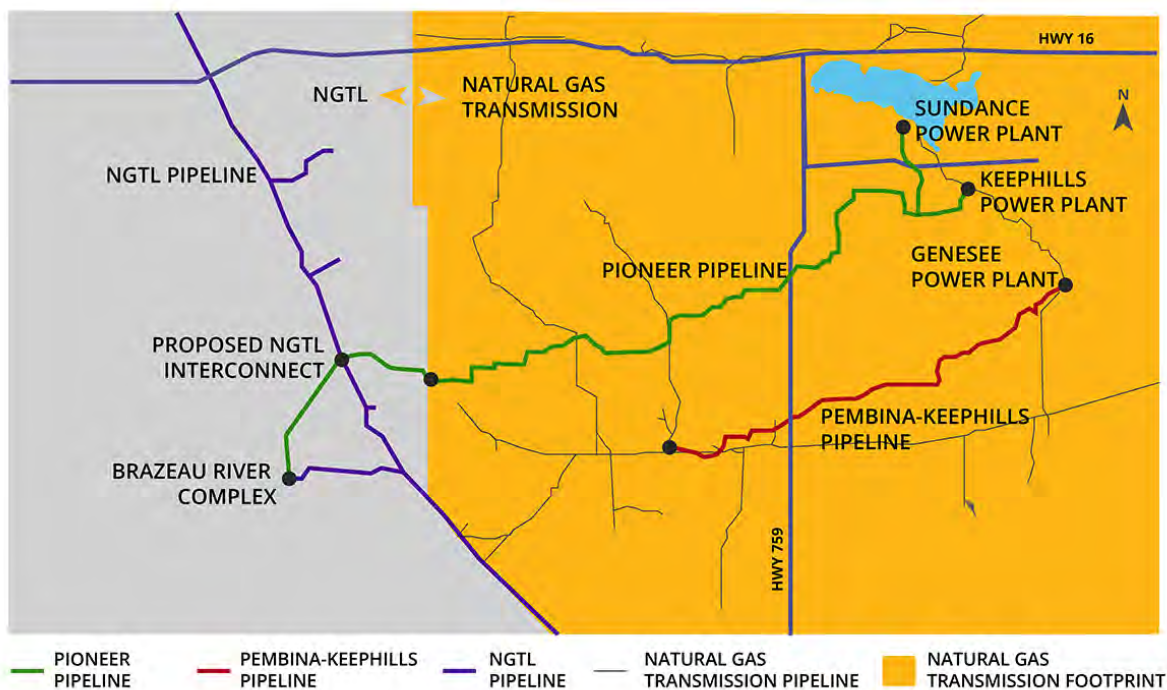 HWY 16
NGTL
NATURAL GAS
TRANSMISSION
SUNDANCE
POWER PLANT
N
NGTL PIPELINE
KEEPHILLS
POWER PLANT
GENESEE
POWER PLANT
PIONEER PIPELINE
PROPOSED NGTL
INTERCONNECT
PEMBINA-KEEPHILLS
PIPELINE
BRAZEAU RIVER
COMPLEX
HWY 759
PIONEER
PIPELINE
PEMBINA-KEEPHILLS
PIPELINE
NGTL
PIPELINE
NATURAL GAS
TRANSMISSION PIPELINE
NATURAL GAS
TRANSMISSION FOOTPRINT